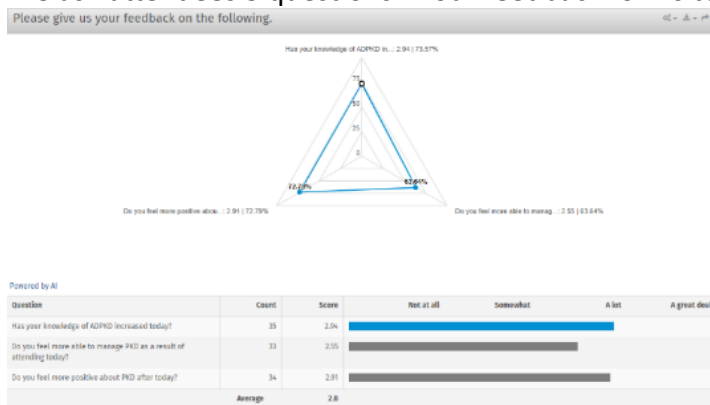 Please give us your feedback on the following.
Has your knowledge of ADPKD in...: 2.94 | 73.57%
75
50
25
0
72.79%
63.64%
Do you feel more positive abou...: 2.91 | 72.79%
Do you feel more able to manag...: 2.55 | 63.64%
Powered by AI
Question Count Score Not at all Somewhat A lot A great deal
Has your knowledge of ADPKD increased today? 35 2.94
Do you feel more able to manage PKD as a result of
attending today? 33 2.55
Do you feel more positive about PKD after today? 34 2.91
Average 2.8